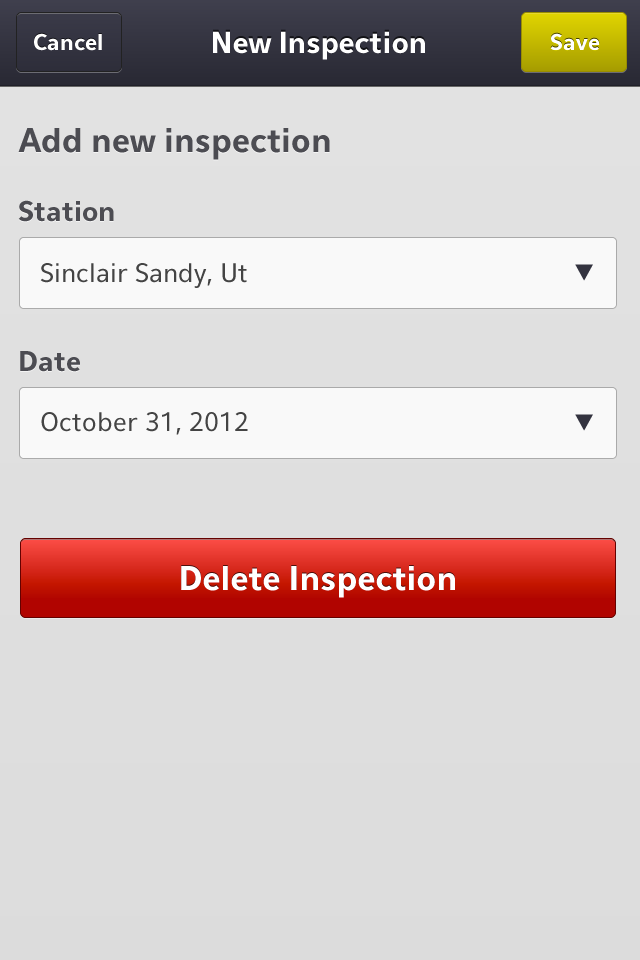 Cancel
New Inspection
Save
Add new inspection
Station
Sinclair Sandy, Ut
Date
October 31, 2012
Delete Inspection